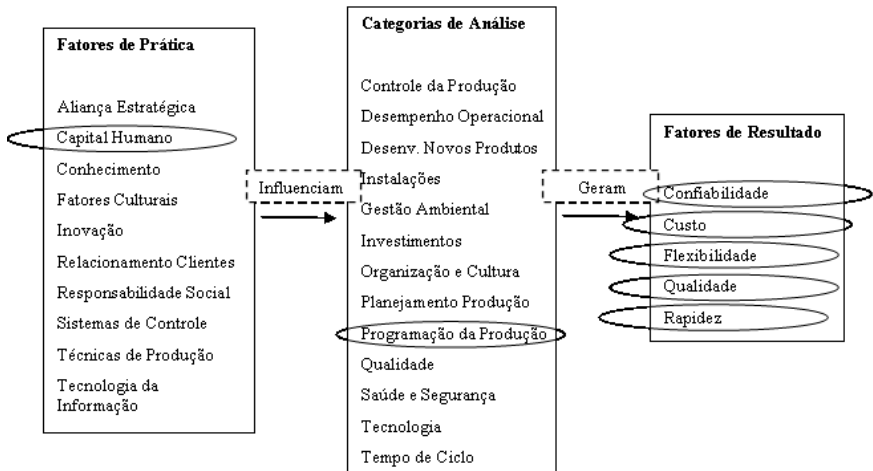 Fatores de Prática
Aliança Estratégica
Capital Humano
Conhecimento
Fatores Culturais
Inovação
Relacionamento Clientes
Responsabilidade Social
Sistemas de Controle
Técnicas de Produção
Tecnologia da
Informação
Influenciam
Categorias de Análise
Controle da Produção
Desempenho Operacional
Desenv. Novos Produtos
Instalações
Gestão Ambiental
Investimentos
Organização e Cultura
Planejamento Produção
Programação da Produção
Qualidade
Saúde e Segurança
Tecnologia
Tempo de Ciclo
Geram
Fatores de Resultado
Confiabilidade
Custo
Flexibilidade
Qualidade
Rapidez